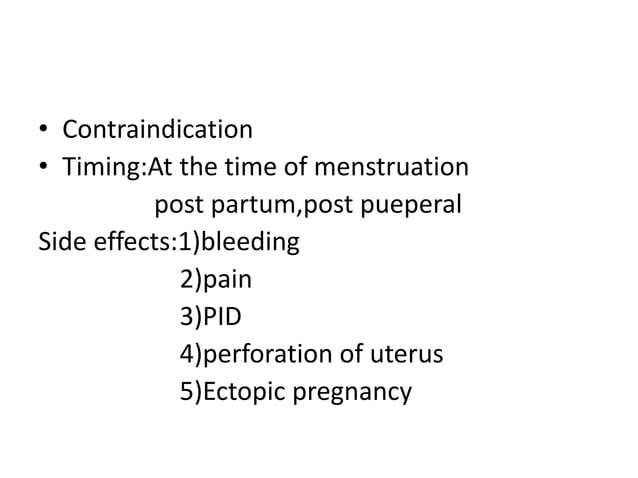 • Contraindication
• Timing:At the time of menstruation
post partum,post pueperal
Side effects:1)bleeding
2)pain
3)PID
4)perforation of uterus
5)Ectopic pregnancy